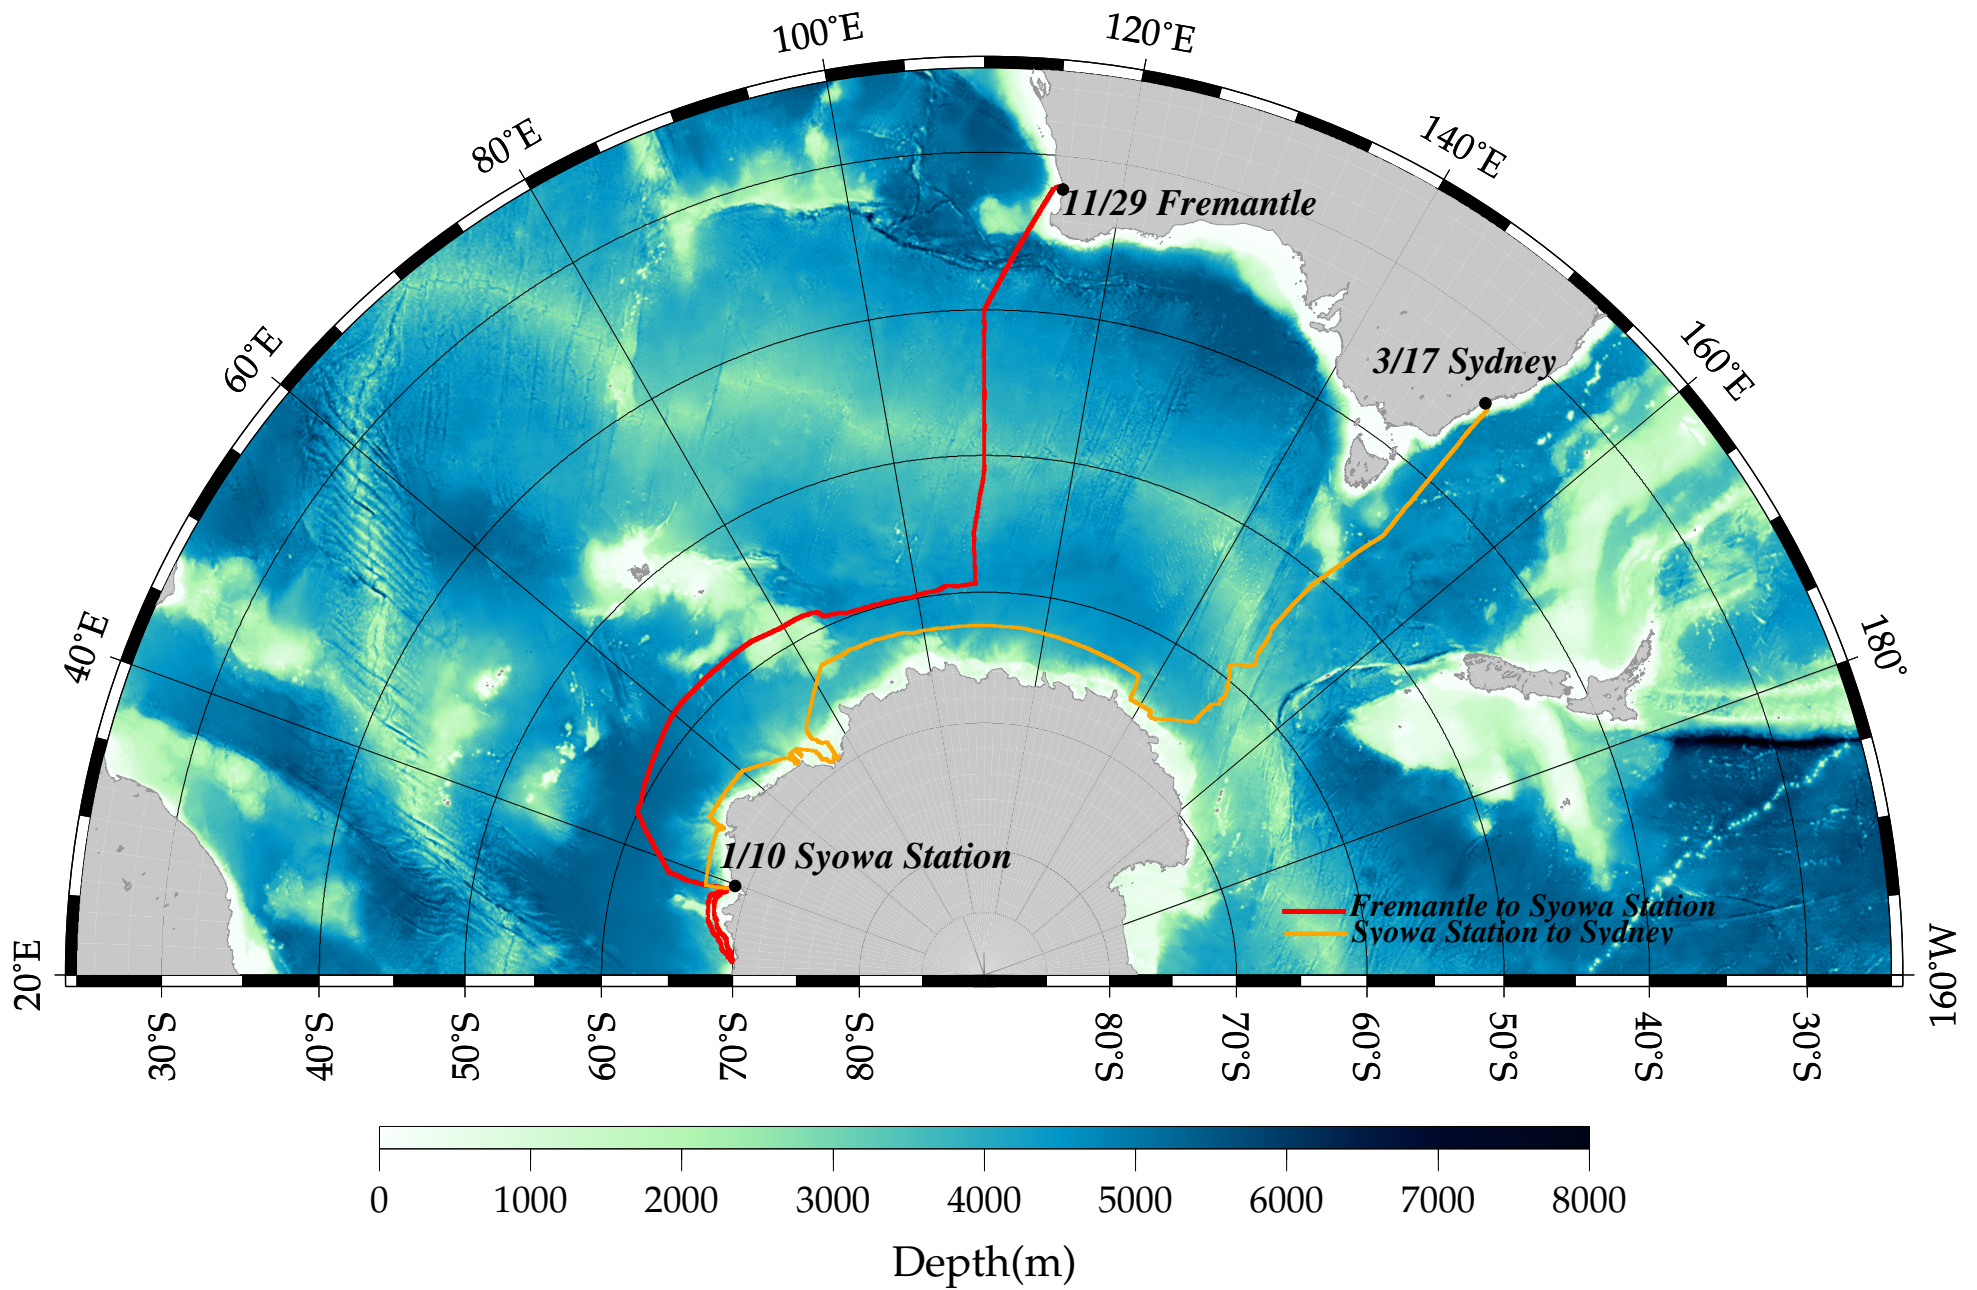 100°E
120°E
80°E
140°E
60°E
160°E
40°E
180°
20°E
160°W
11/29 Fremantle
3/17 Sydney
1/10 Syowa Station
Fremantle to Syowa Station
Syowa Station to Sydney
30°S 40°S 50°S 60°S 70°S 80°S 80°S 70°S 60°S 50°S 40°S 30°S
0 1000 2000 3000 4000 5000 6000 7000 8000
Depth(m)